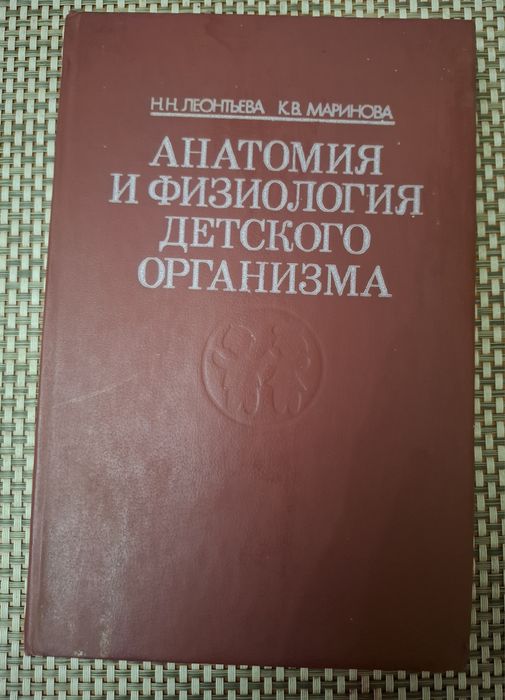 Н.Н. ЛЕОНТЬЕВА К.В. МАРИНОВА
АНАТОМИЯ
И ФИЗИОЛОГИЯ
ДЕТСКОГО
ОРГАНИЗМА